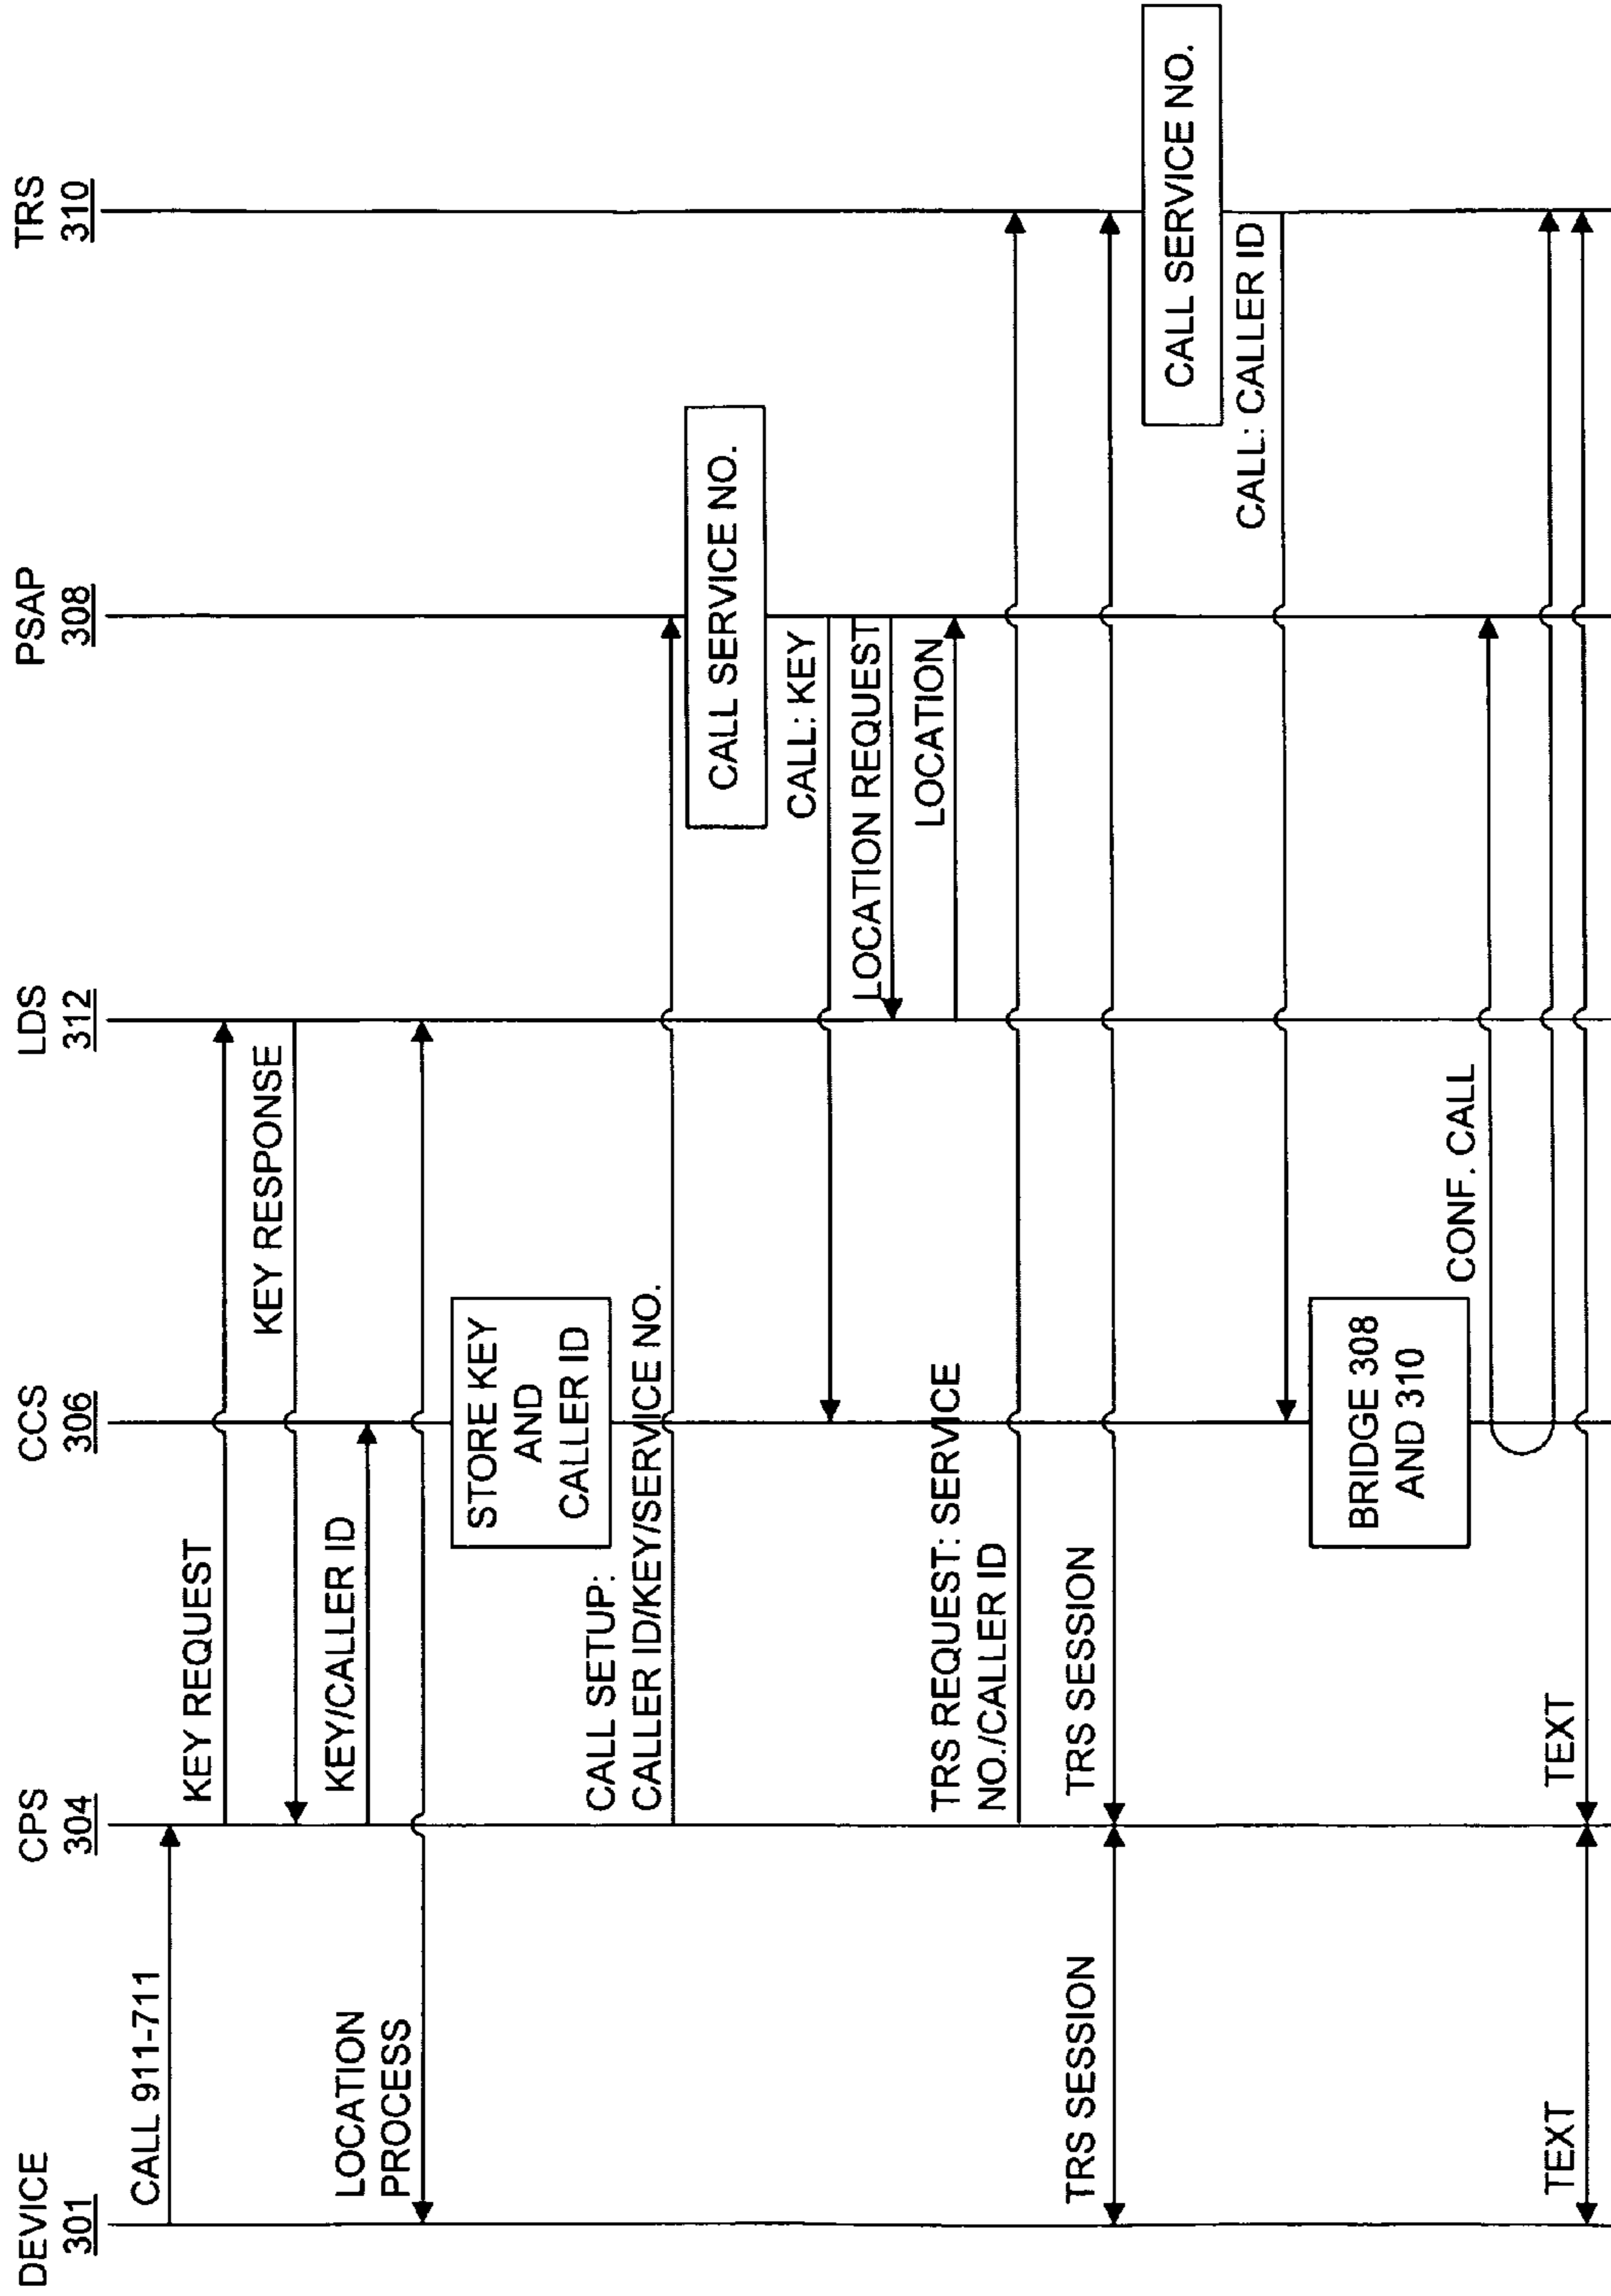 DEVICE
301
CPS
304
CCS
306
LDS
312
PSAP
308
TRS
310
CALL 911-711
KEY REQUEST
KEY RESPONSE
KEY/CALLER ID
LOCATION
PROCESS
STORE KEY
AND
CALLER ID
CALL SETUP:
CALLER ID/KEY/SERVICE NO.
CALL SERVICE NO.
CALL: KEY
LOCATION REQUEST
LOCATION
TRS REQUEST: SERVICE
NO./CALLER ID
TRS SESSION
TRS SESSION
CALL SERVICE NO.
CALL: CALLER ID
BRIDGE 308
AND 310
CONF. CALL
TEXT
TEXT